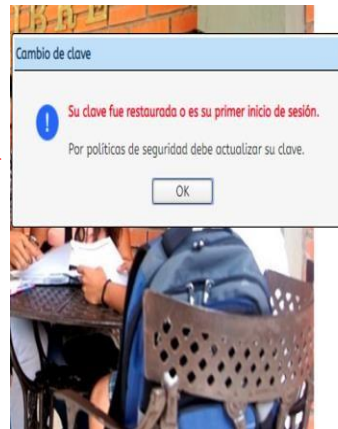 BRE
Cambio de clave
Su clave fue restaurada o es su primer inicio de sesión.
Por políticas de seguridad debe actualizar su clave.
OK